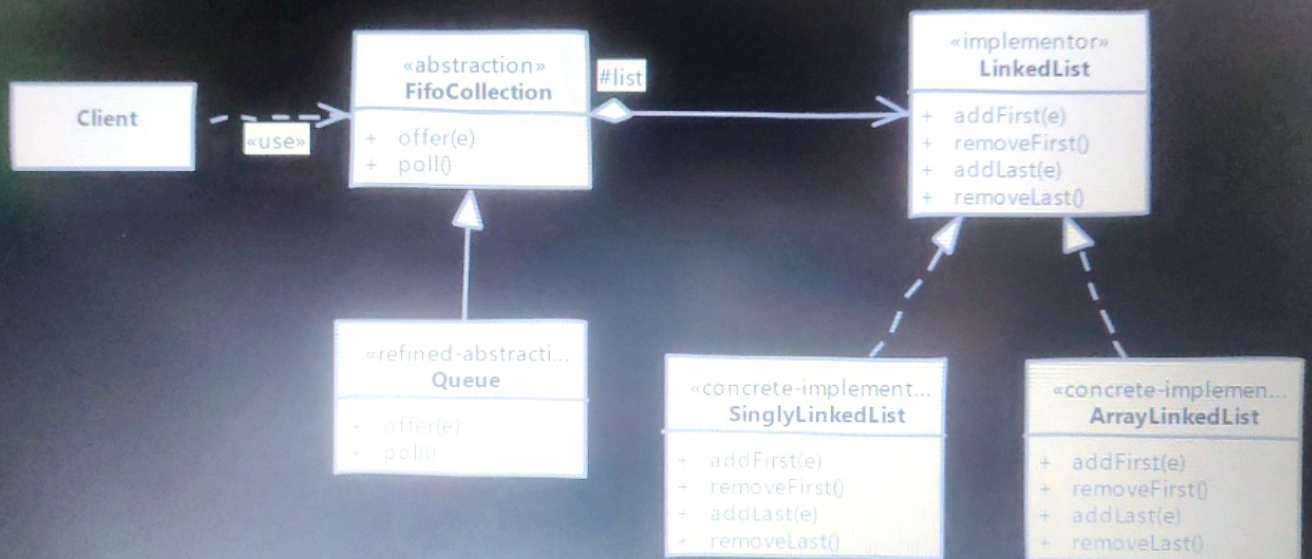 Client
«use»
«abstraction»
FifoCollection
+ offer(e)
+ poll()
#list
«implementor»
LinkedList
+ addFirst(e)
+ removeFirst()
+ addLast(e)
+ removeLast()
«refined-abstracti...
Queue
+ offer(e)
+ poll()
«concrete-implement...
SinglyLinkedList
+ addFirst(e)
+ removeFirst()
+ addLast(e)
+ removeLast()
«concrete-implemen...
ArrayLinkedList
+ addFirst(e)
+ removeFirst()
+ addLast(e)
+ removeLast()